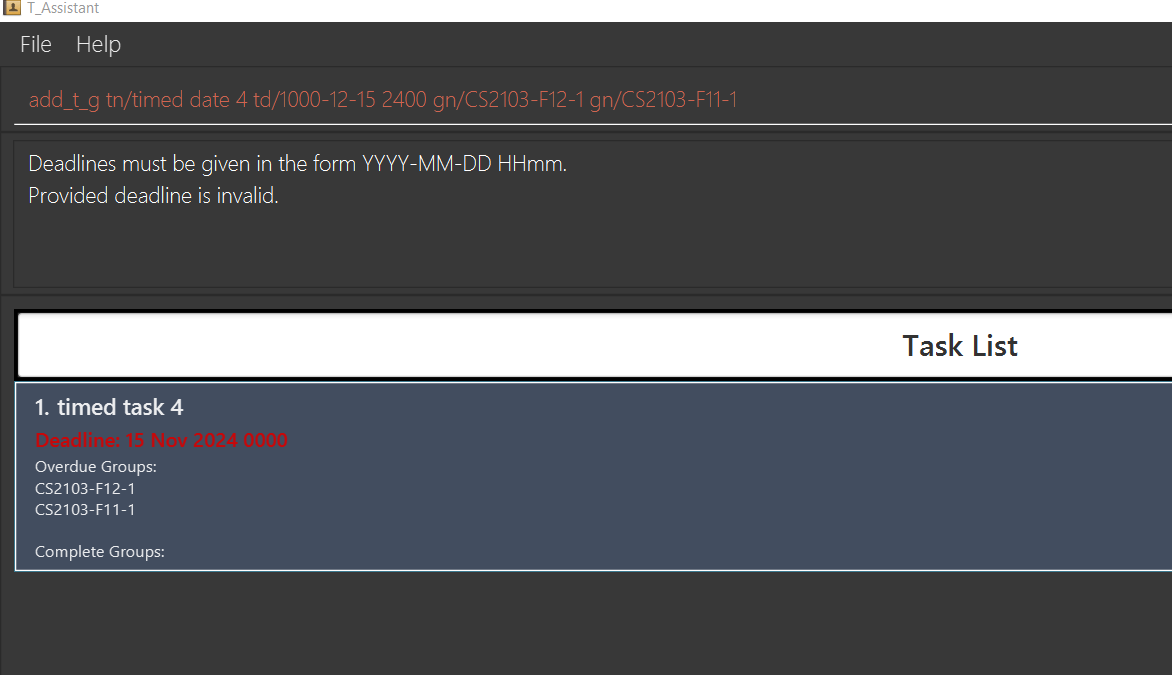 T_Assistant
File Help
add_t_g tn/timed date 4 td/1000-12-15 2400 gn/CS2103-F12-1 gn/CS2103-F11-1
Deadlines must be given in the form YYYY-MM-DD HHmm.
Provided deadline is invalid.
Task List
1. timed task 4
Deadline: 15 Nov 2024 0000
Overdue Groups:
CS2103-F12-1
CS2103-F11-1
Complete Groups: